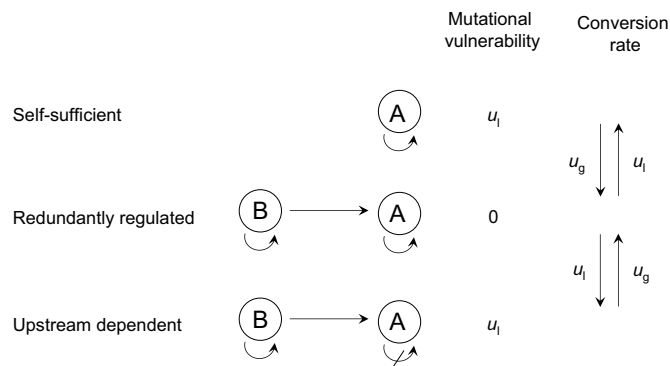 Mutational vulnerability
Conversion rate
Self-sufficient
A
u_l
u_g
u_l
Redundantly regulated
B
A
0
u_l
u_g
Upstream dependent
B
A
u_l